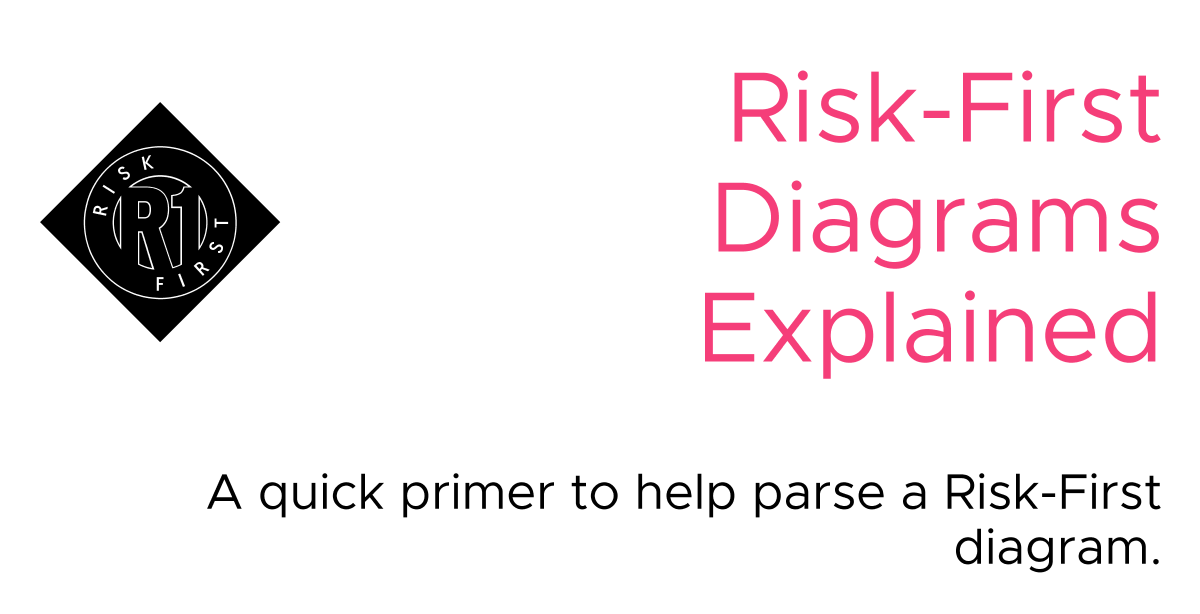 RISK
FIRST
R1
Risk-First
Diagrams
Explained
A quick primer to help parse a Risk-First
diagram.